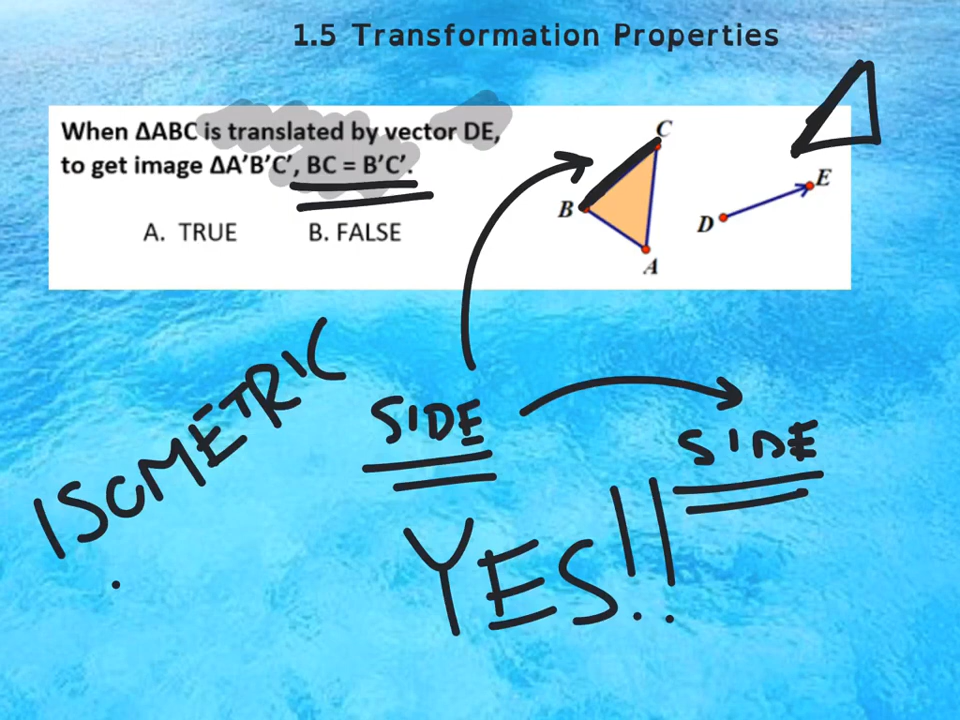 1.5 Transformation Properties
When ΔABC is translated by vector DE,
to get image ΔA'B'C', BC = B'C'.
A. TRUE B. FALSE
C
B
A
D
E
ISOMETRIC
SIDE
SIDE
YES!!